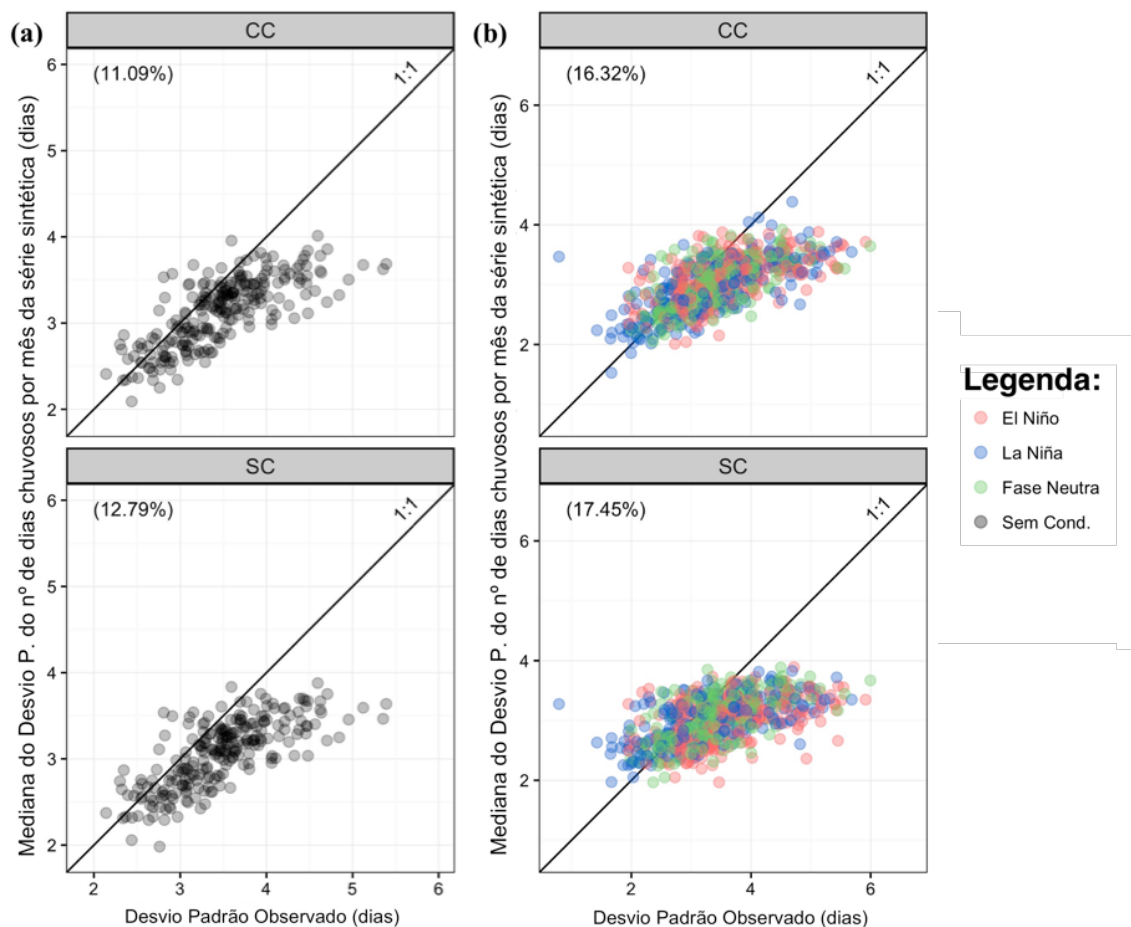 (a)
CC
(11.09%)
1:1
6
5
4
3
2
SC
(12.79%)
1:1
6
5
4
3
2
2
3
4
5
6
Desvio Padrão Observado (dias)
Mediana do Desvio P. do nº de dias chuvosos por mês da série sintética (dias)
(b)
CC
(16.32%)
1:1
6
4
2
SC
(17.45%)
1:1
6
4
2
2
4
6
Desvio Padrão Observado (dias)
Mediana do Desvio P. do nº de dias chuvosos por mês da série sintética (dias)
Legenda:
El Niño
La Niña
Fase Neutra
Sem Cond.